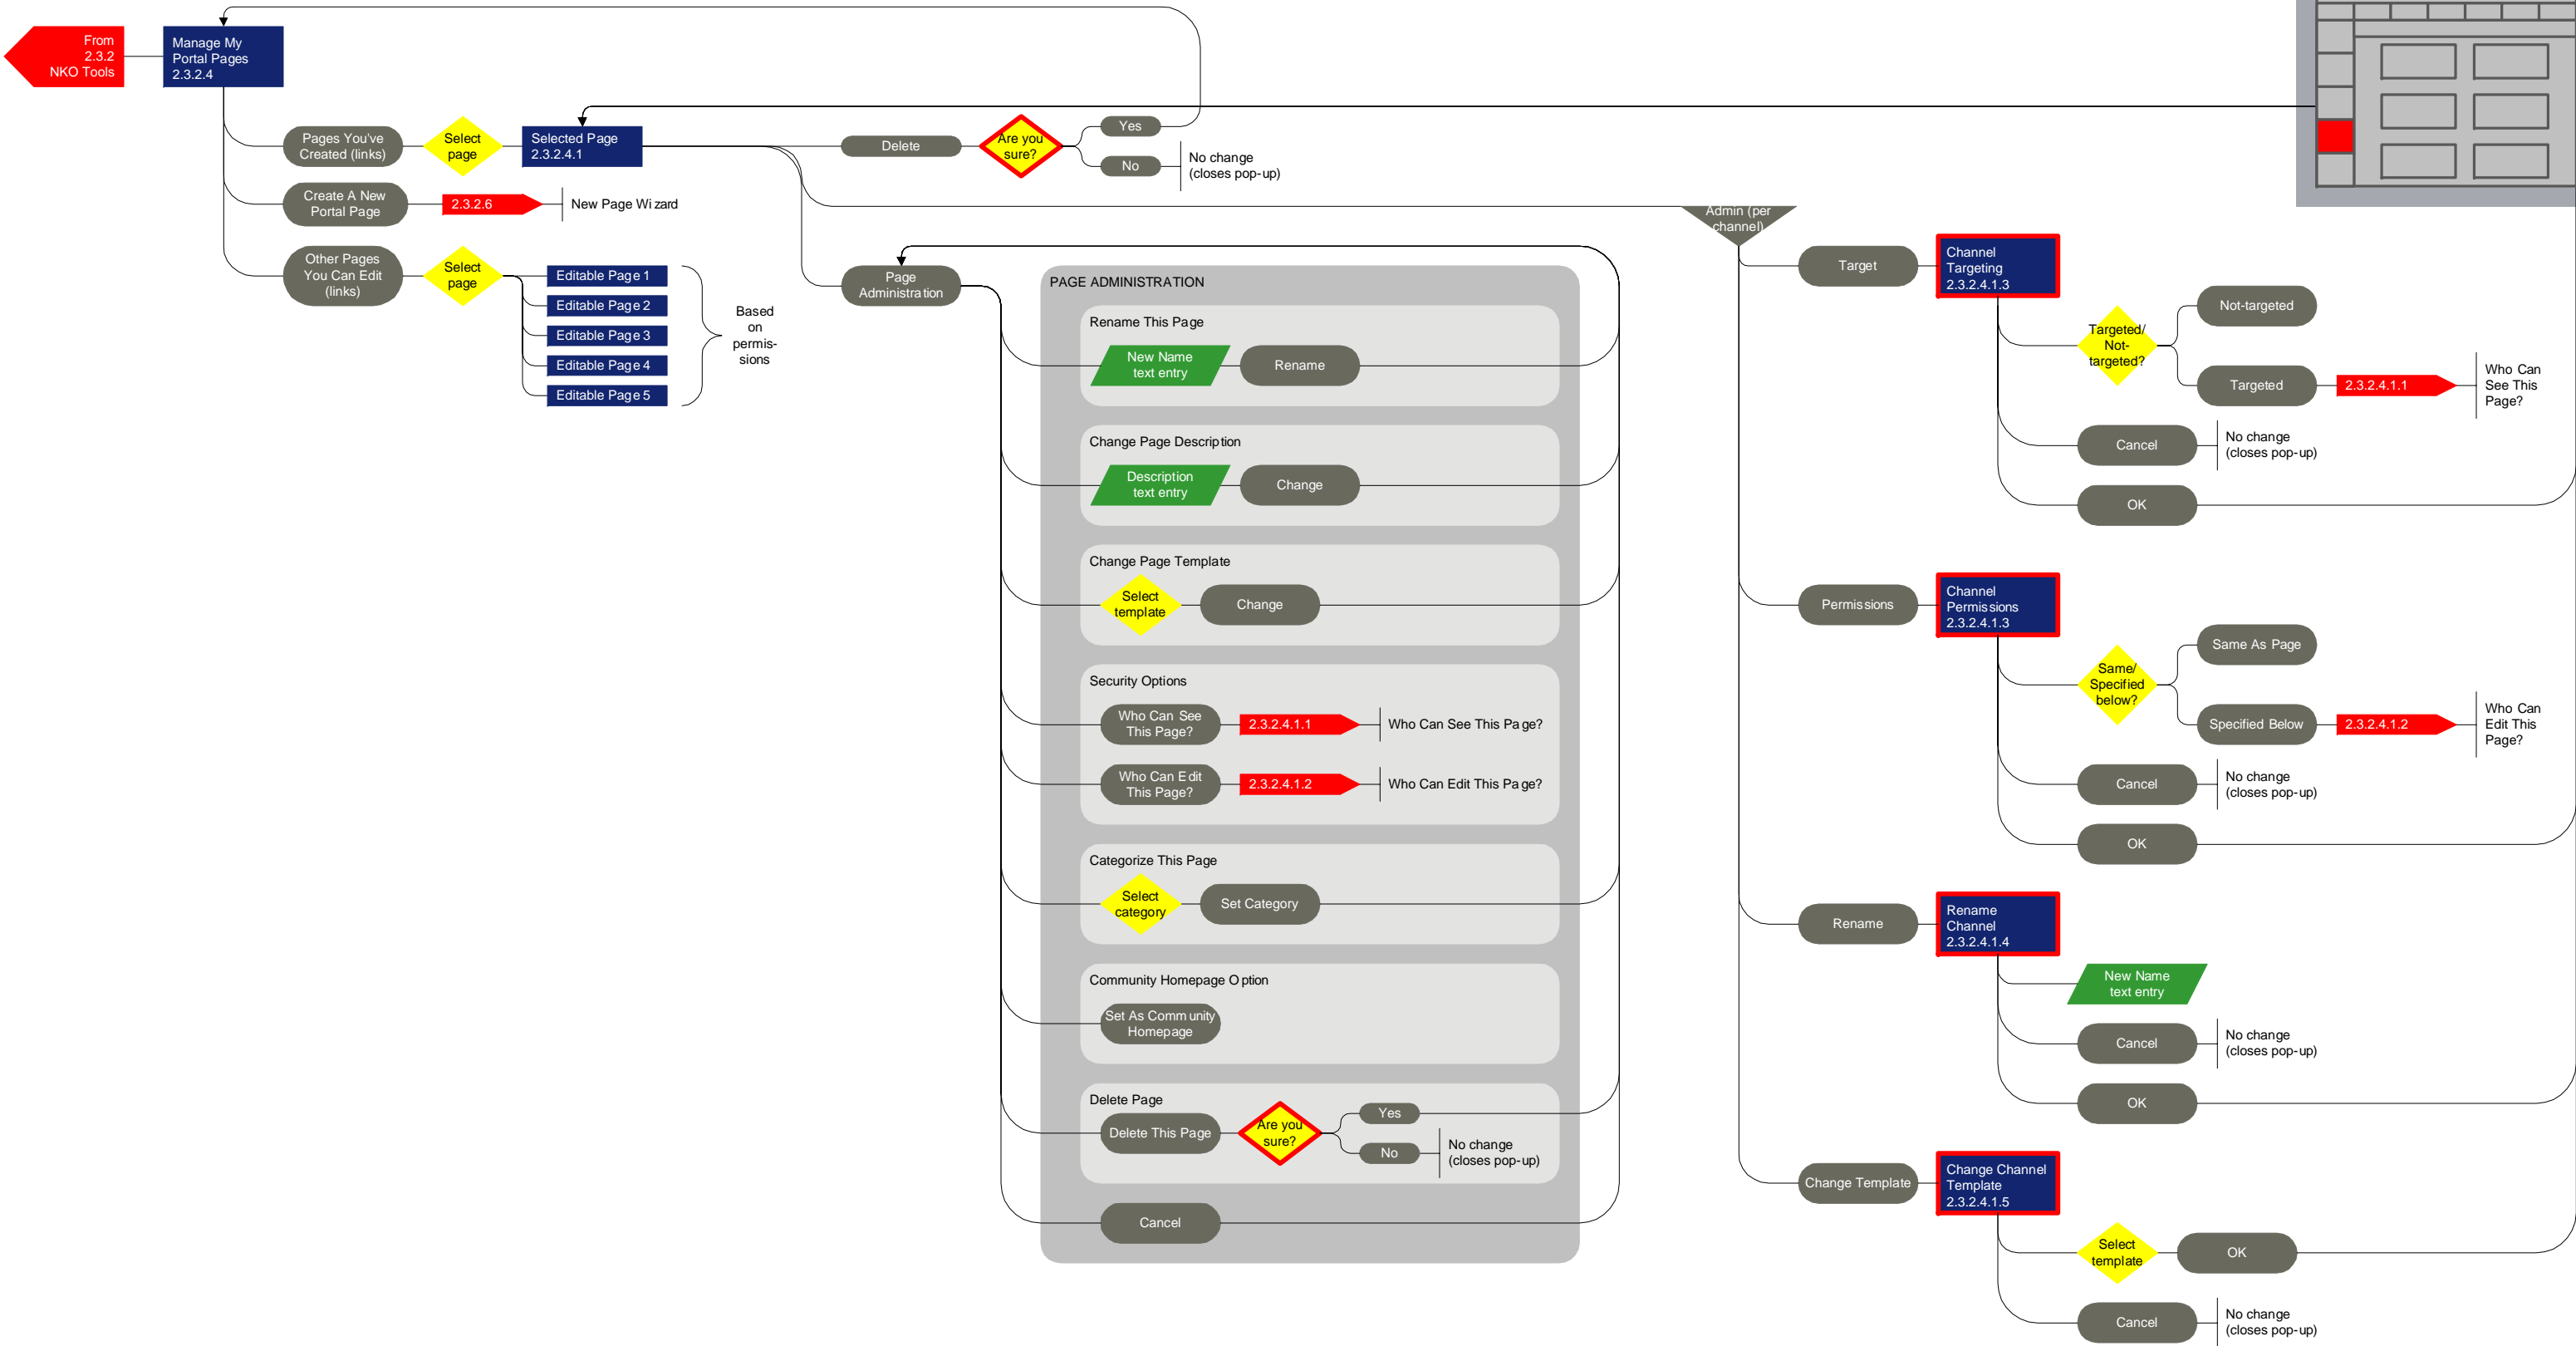 From
2.3.2
NKO Tools
Manage My
Portal Pages
2.3.2.4
Pages You've
Created (links)
Select
page
Selected Page
2.3.2.4.1
Delete
Are you
sure?
Yes
No
No change
(closes pop-up)
Create A New
Portal Page
2.3.2.6
New Page Wizard
Other Pages
You Can Edit
(links)
Select
page
Editable Page 1
Editable Page 2
Editable Page 3
Editable Page 4
Editable Page 5
Based
on
permis-
sions
Page
Administration
PAGE ADMINISTRATION
Rename This Page
New Name
text entry
Rename
Change Page Description
Description
text entry
Change
Change Page Template
Select
template
Change
Security Options
Who Can See
This Page?
2.3.2.4.1.1
Who Can See This Page?
Who Can Edit
This Page?
2.3.2.4.1.2
Who Can Edit This Page?
Categorize This Page
Select
category
Set Category
Community Homepage Option
Set As Community
Homepage
Delete Page
Delete This Page
Are you
sure?
Yes
No
No change
(closes pop-up)
Cancel
Admin (per
channel)
Target
Channel
Targeting
2.3.2.4.1.3
Targeted/
Not-
targeted?
Not-targeted
Targeted
2.3.2.4.1.1
Who Can
See This
Page?
Cancel
No change
(closes pop-up)
OK
Permissions
Channel
Permissions
2.3.2.4.1.3
Same/
Specified
below?
Same As Page
Specified Below
2.3.2.4.1.2
Who Can
Edit This
Page?
Cancel
No change
(closes pop-up)
OK
Rename
Rename
Channel
2.3.2.4.1.4
New Name
text entry
Cancel
No change
(closes pop-up)
OK
Change Template
Change Channel
Template
2.3.2.4.1.5
Select
template
OK
Cancel
No change
(closes pop-up)